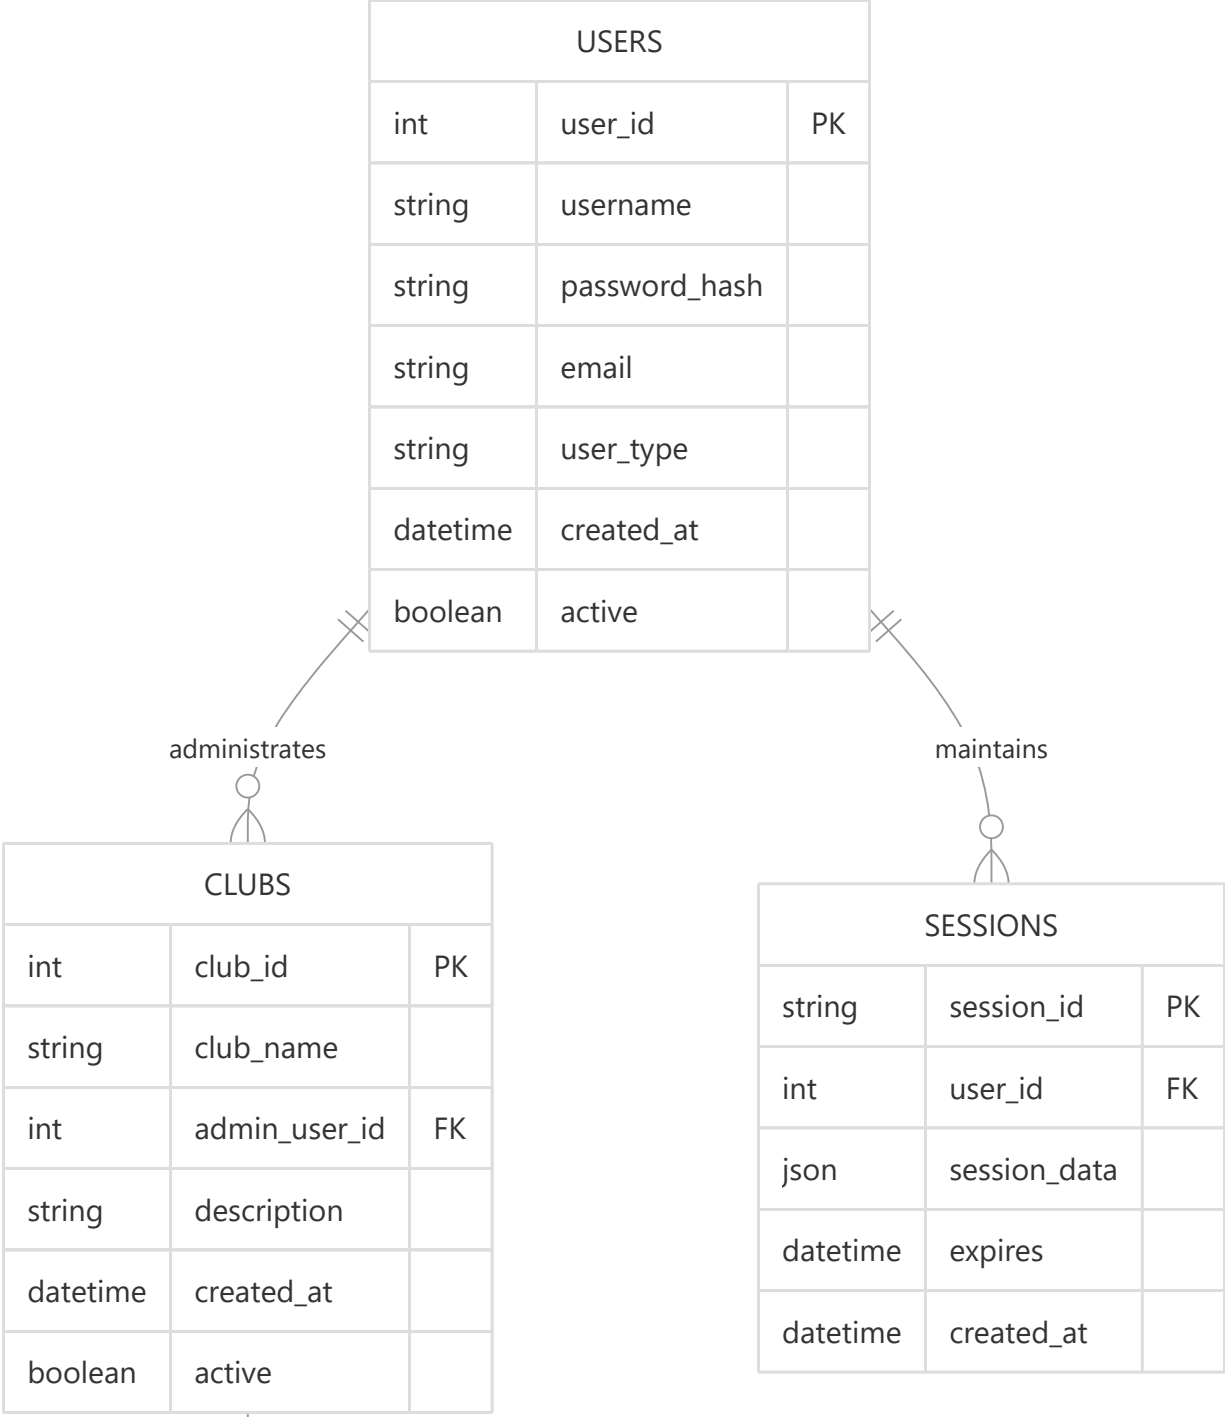 USERS
int user_id PK
string username
string password_hash
string email
string user_type
datetime created_at
boolean active
administrates
maintains
CLUBS
int club_id PK
string club_name
int admin_user_id FK
string description
datetime created_at
boolean active
SESSIONS
string session_id PK
int user_id FK
json session_data
datetime expires
datetime created_at